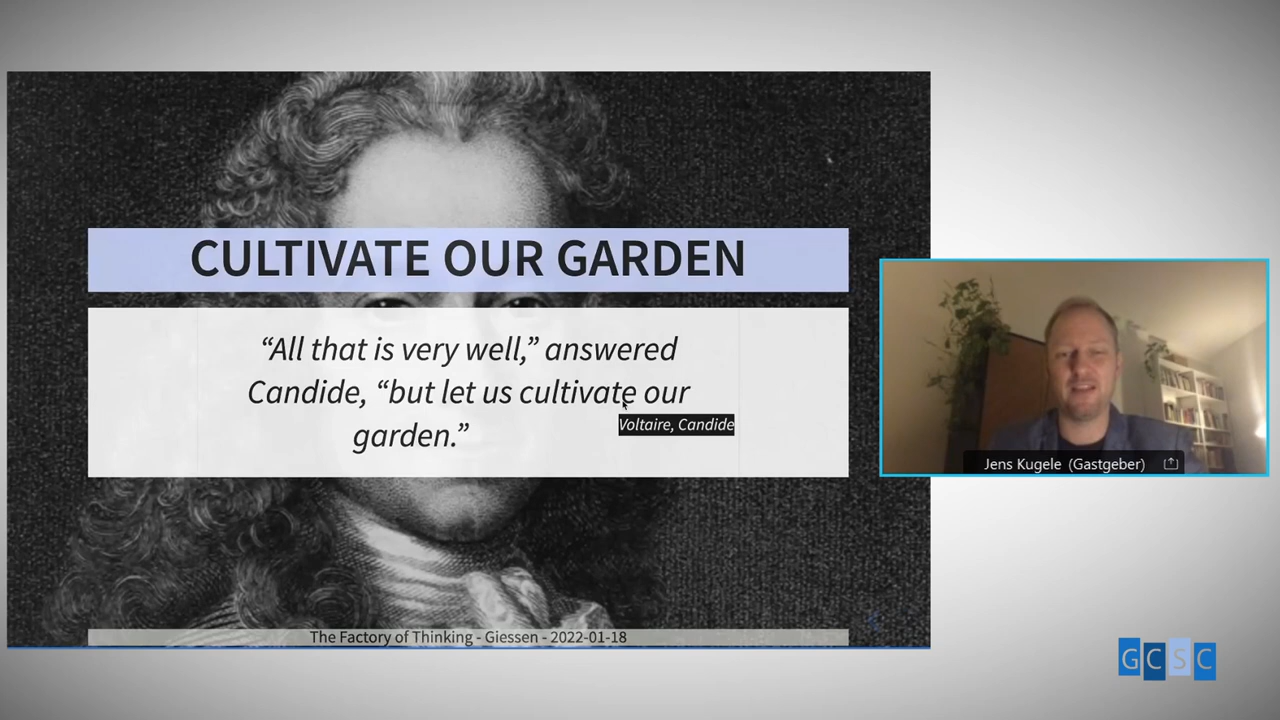 CULTIVATE OUR GARDEN
“All that is very well,” answered
Candide, “but let us cultivate our
garden.”
Voltaire, Candide
The Factory of Thinking - Giessen - 2022-01-18
Jens Kugele (Gastgeber)
GCSC